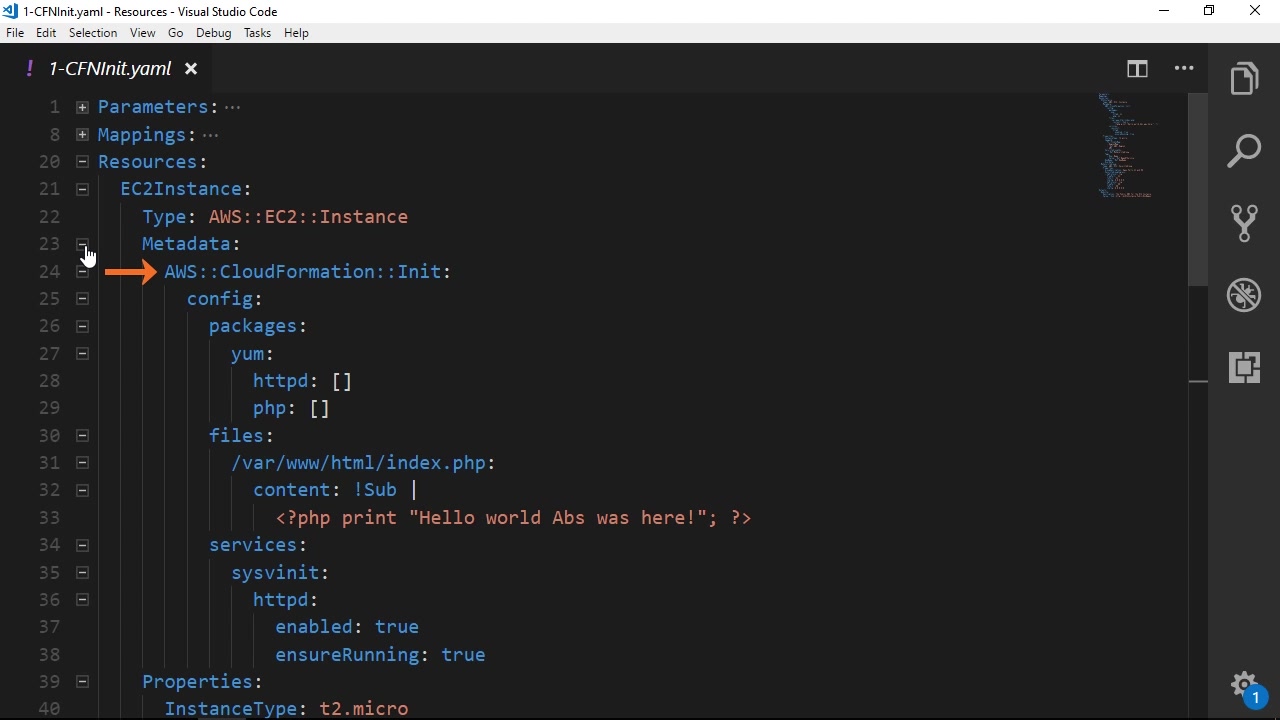 1-CFNInit.yaml - Resources - Visual Studio Code
File Edit Selection View Go Debug Tasks Help
! 1-CFNInit.yaml ×
1 Parameters: ...
8 Mappings: ...
20 Resources:
21 EC2Instance:
22 Type: AWS::EC2::Instance
23 Metadata:
24 AWS::CloudFormation::Init:
25 config:
26 packages:
27 yum:
28 httpd: []
29 php: []
30 files:
31 /var/www/html/index.php:
32 content: !Sub |
33 <?php print "Hello world Abs was here!"; ?>
34 services:
35 sysvinit:
36 httpd:
37 enabled: true
38 ensureRunning: true
39 Properties:
40 InstanceType: t2.micro
1